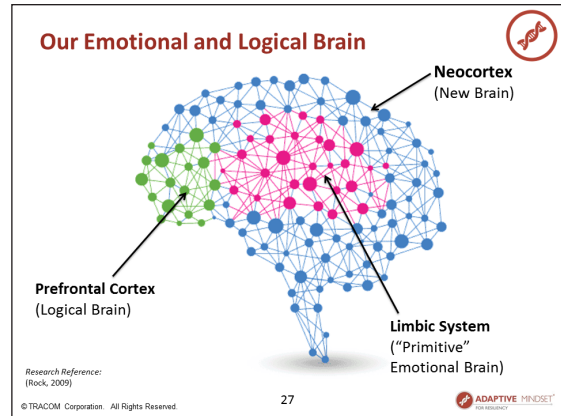 Our Emotional and Logical Brain
Neocortex
(New Brain)
Prefrontal Cortex
(Logical Brain)
Limbic System
("Primitive"
Emotional Brain)
Research Reference:
(Rock, 2009)
© TRACOM Corporation. All Rights Reserved.
27
ADAPTIVE MINDSET®
FOR RESILIENCY